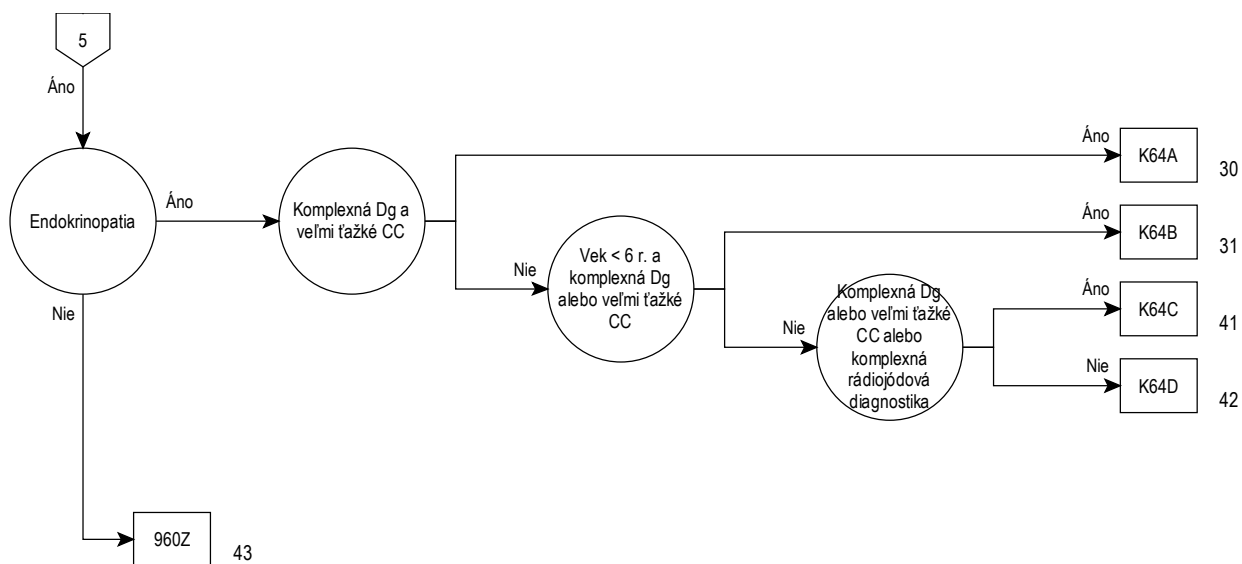 5
Áno
Endokrinopatia
Áno
Komplexná Dg a
veľmi ťažké CC
Áno
K64A
30
Nie
Vek < 6 r. a
komplexná Dg
alebo veľmi ťažké
CC
Áno
K64B
31
Nie
Komplexná Dg
alebo veľmi ťažké
CC alebo
komplexná
rádiojódová
diagnostika
Áno
K64C
41
Nie
K64D
42
Nie
960Z
43